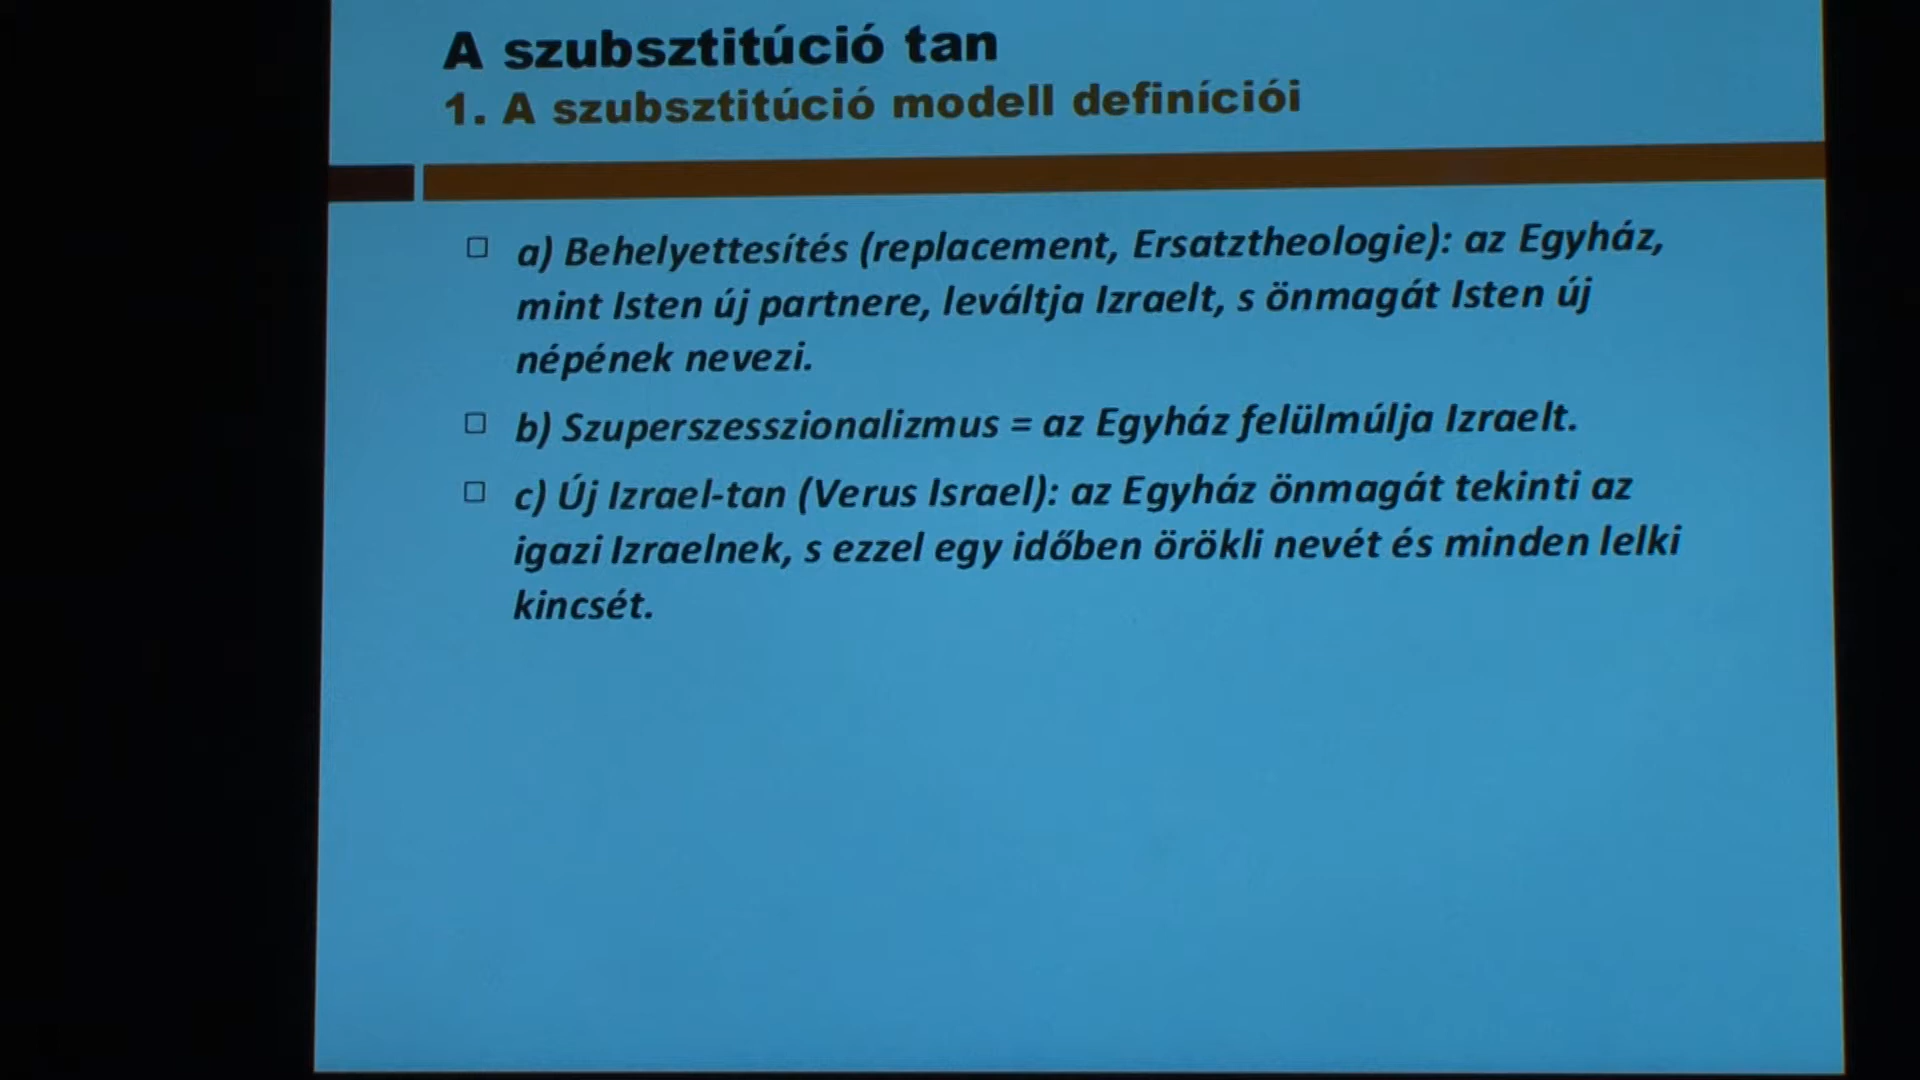 A szubsztitúció tan
1. A szubsztitúció modell definíciói
a) Behelyettesítés (replacement, Ersatztheologie): az Egyház,
mint Isten új partnere, leváltja Izraelt, s önmagát Isten új
népének nevezi.
b) Szuperszesszionalizmus = az Egyház felülmúlja Izraelt.
c) Új Izrael-tan (Verus Israel): az Egyház önmagát tekinti az
igazi Izraelnek, s ezzel egy időben örökli nevét és minden lelki
kincsét.